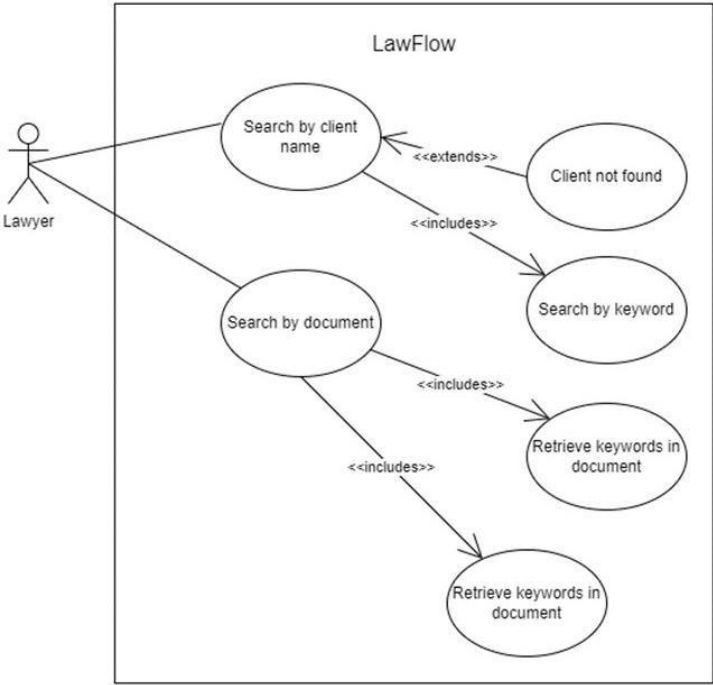 LawFlow
Search by client
name
<<extends>>
Client not found
Lawyer
<<includes>>
Search by keyword
Search by document
<<includes>>
Retrieve keywords in
document
<<includes>>
Retrieve keywords in
document